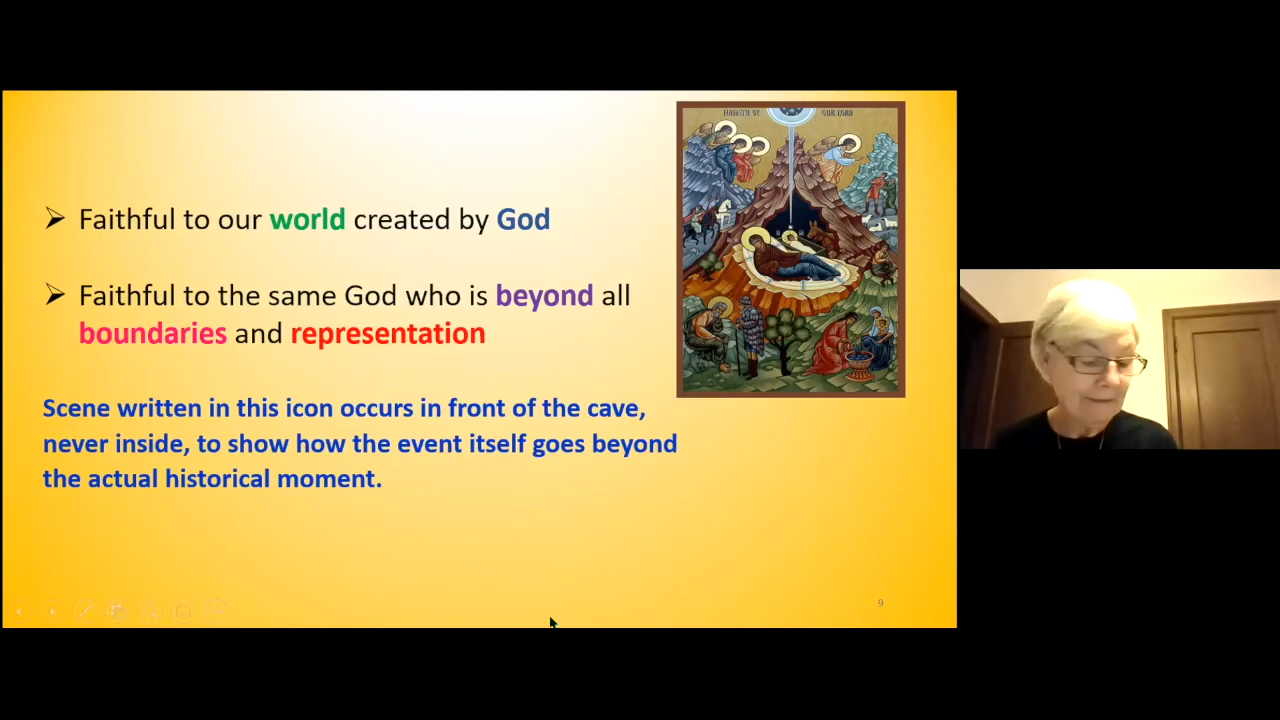 NATIVITY OF OUR LORD
Faithful to our world created by God
Faithful to the same God who is beyond all
boundaries and representation
Scene written in this icon occurs in front of the cave,
never inside, to show how the event itself goes beyond
the actual historical moment.
9